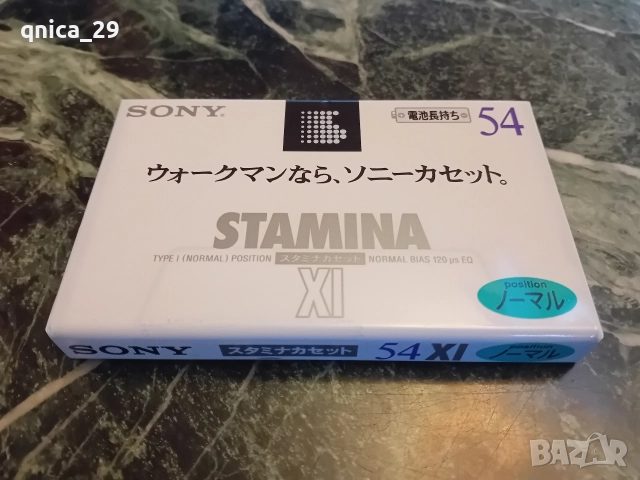 qnica_29
SONY
電池長持ち 54
ウォークマンなら、ソニーカセット。
STAMINA
TYPE I (NORMAL) POSITION スタミナカセット NORMAL BIAS 120 μs EQ
XI
position
ノーマル
SONY スタミナカセット 54 XI
position
ノーマル
BAZAR